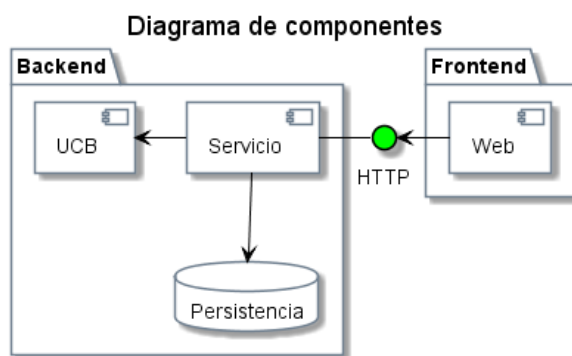 Diagrama de componentes
Backend
Frontend
UCB
Servicio
Web
HTTP
Persistencia